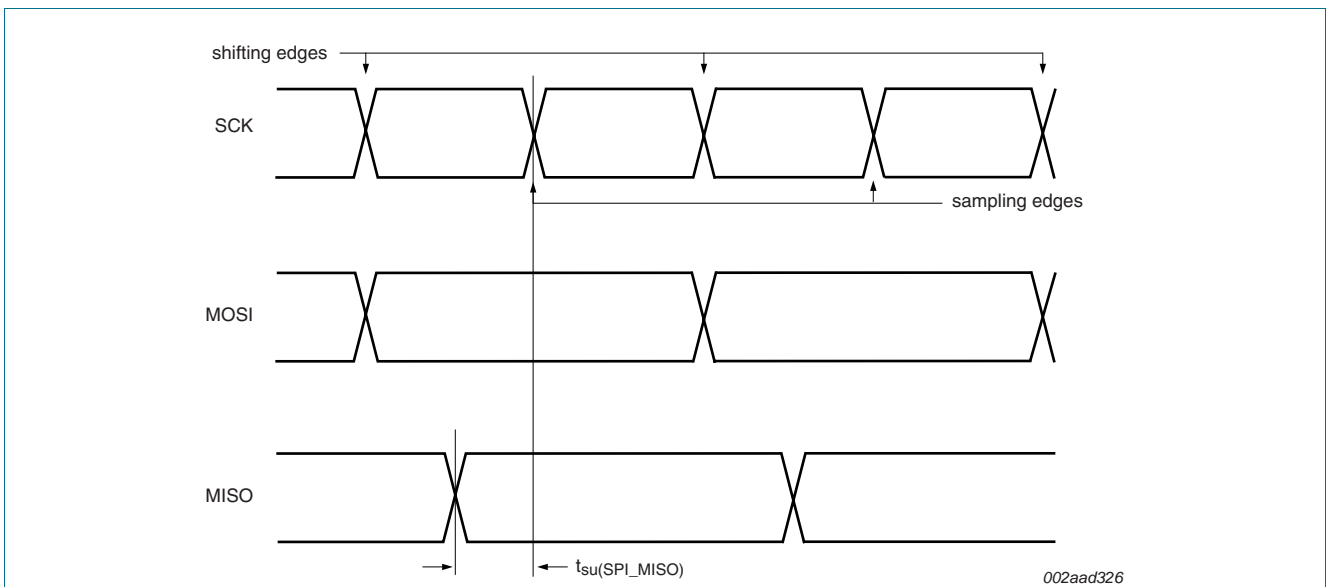 shifting edges
SCK
sampling edges
MOSI
MISO
tsu(SPI_MISO)
002aad326